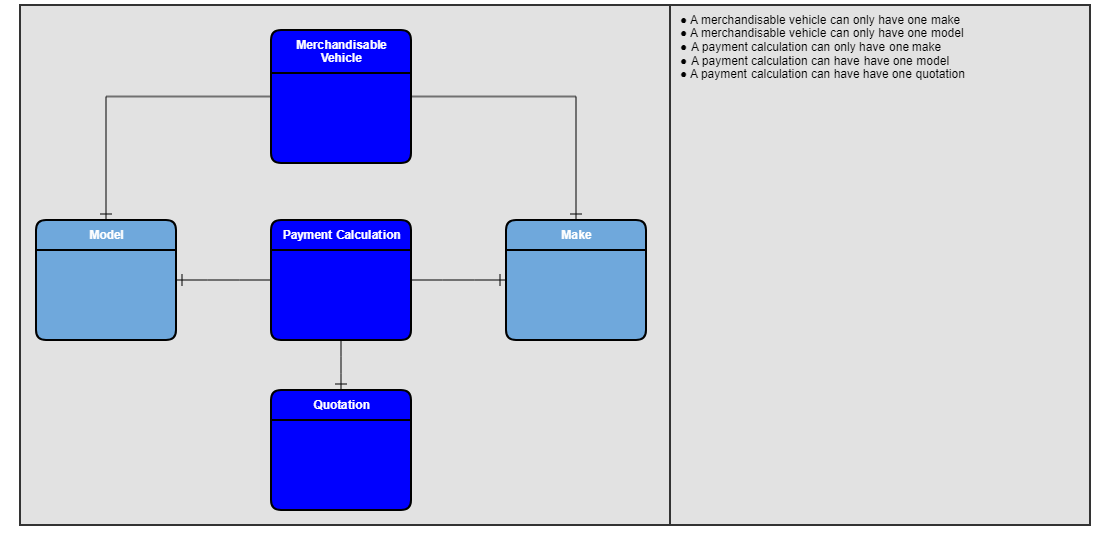 Merchandisable
Vehicle
Model
Payment Calculation
Make
Quotation
● A merchandisable vehicle can only have one make
● A merchandisable vehicle can only have one model
● A payment calculation can only have one make
● A payment calculation can have have one model
● A payment calculation can have have one quotation